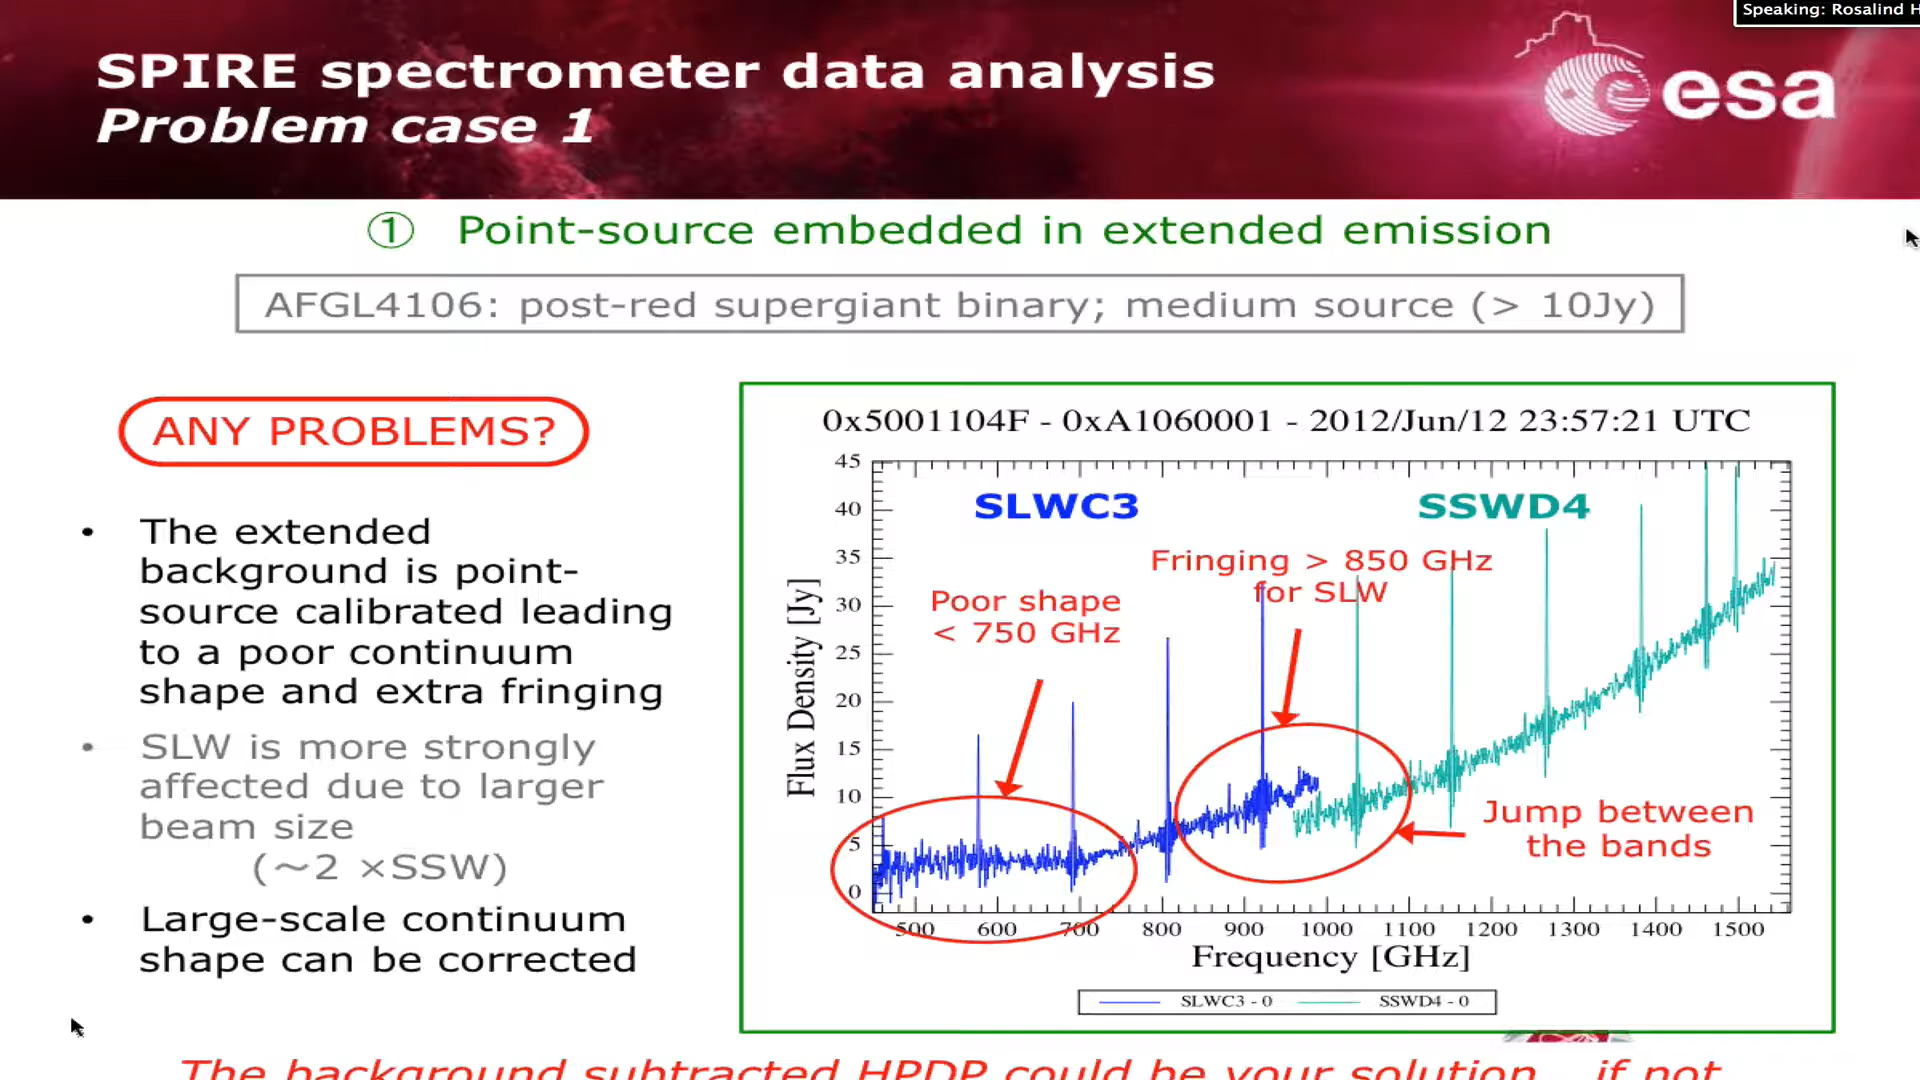 Speaking: Rosalind H
SPIRE spectrometer data analysis
Problem case 1
esa
① Point-source embedded in extended emission
AFGL4106: post-red supergiant binary; medium source (> 10Jy)
ANY PROBLEMS?
• The extended
background is point-
source calibrated leading
to a poor continuum
shape and extra fringing
• SLW is more strongly
affected due to larger
beam size
(~2 ×SSW)
• Large-scale continuum
shape can be corrected
0x5001104F - 0xA1060001 - 2012/Jun/12 23:57:21 UTC
45
40
35
30
25
20
15
10
5
0
Flux Density [Jy]
SLWC3
SSWD4
Fringing > 850 GHz
for SLW
Poor shape
< 750 GHz
Jump between
the bands
500 600 700 800 900 1000 1100 1200 1300 1400 1500
Frequency [GHz]
SLWC3 - 0 SSWD4 - 0
The background subtracted HPDP could be your solution... if not